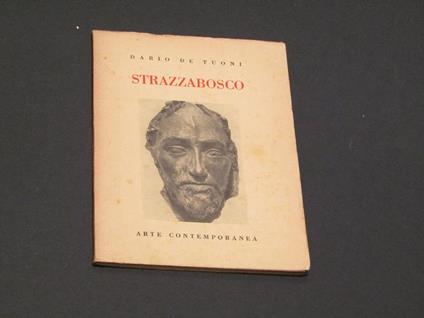 DARIO DE TUONI
STRAZZABOSCO
ARTE CONTEMPORANEA